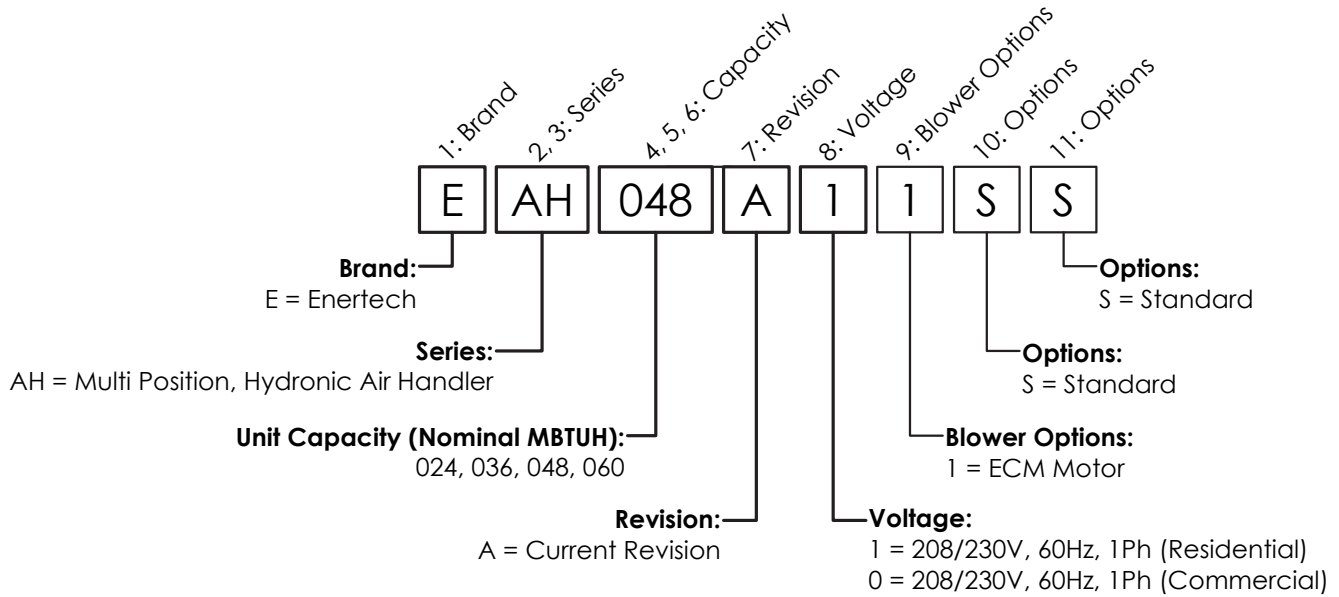 1: Brand
2, 3: Series
4, 5, 6: Capacity
7: Revision
8: Voltage
9: Blower Options
10: Options
11: Options
E AH 048 A 1 1 S S
Brand:
E = Enertech
Options:
S = Standard
Series:
AH = Multi Position, Hydronic Air Handler
Options:
S = Standard
Unit Capacity (Nominal MBTUH):
024, 036, 048, 060
Blower Options:
1 = ECM Motor
Revision:
A = Current Revision
Voltage:
1 = 208/230V, 60Hz, 1Ph (Residential)
0 = 208/230V, 60Hz, 1Ph (Commercial)